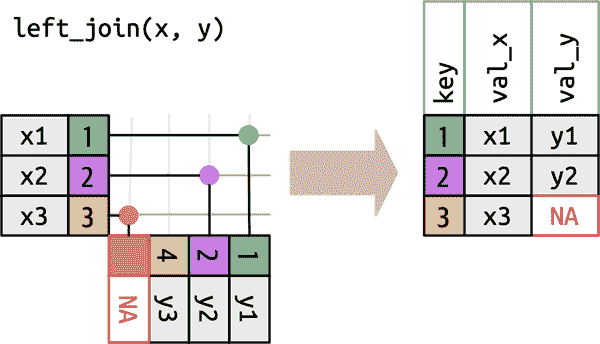 left_join(x, y)
key val_x val_y
x1 1
x2 2
x3 3
4 2 1
NA y3 y2 y1
1 x1 y1
2 x2 y2
3 x3 NA